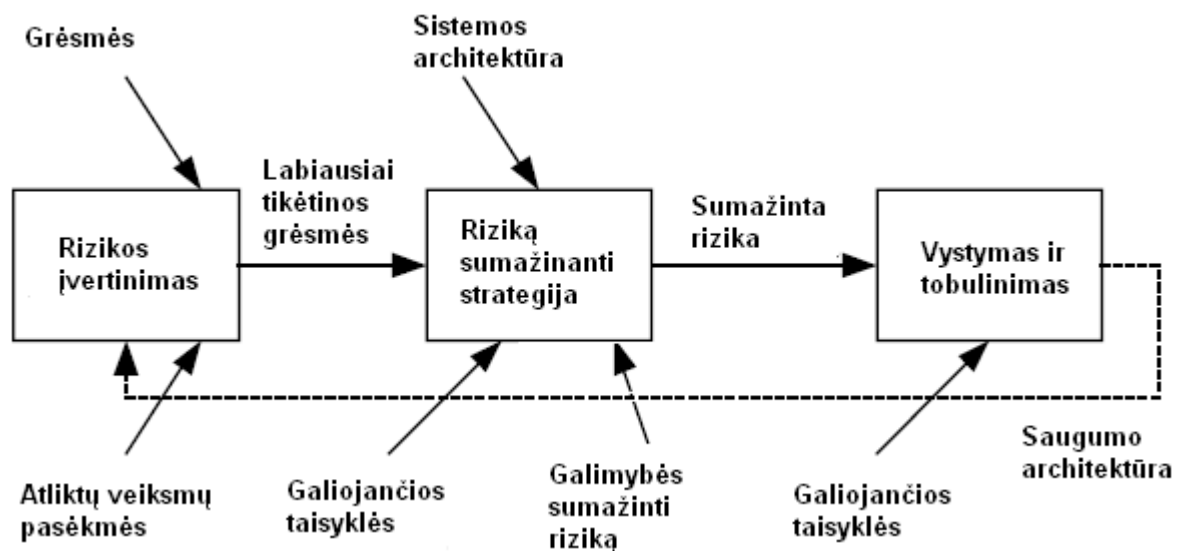 Grėsmės
Sistemos
architektūra
Labiausiai
tikėtinos
grėsmės
Sumažinta
rizika
Rizikos
įvertinimas
Riziką
sumažinanti
strategija
Vystymas ir
tobulinimas
Atliktų veiksmų
pasėkmės
Galiojančios
taisyklės
Galimybės
sumažinti
riziką
Galiojančios
taisyklės
Saugumo
architektūra